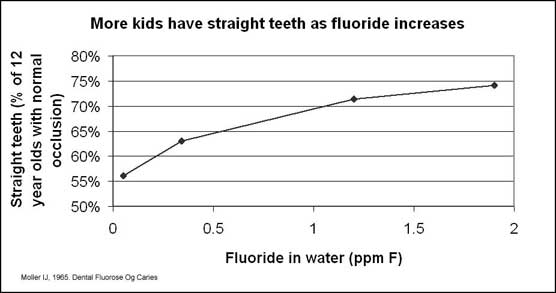 More kids have straight teeth as fluoride increases
Straight teeth (% of 12
year olds with normal
occlusion)
80%
75%
70%
65%
60%
55%
50%
0 0.5 1 1.5 2
Fluoride in water (ppm F)
Moller IJ, 1965. Dental Fluorose Og Caries